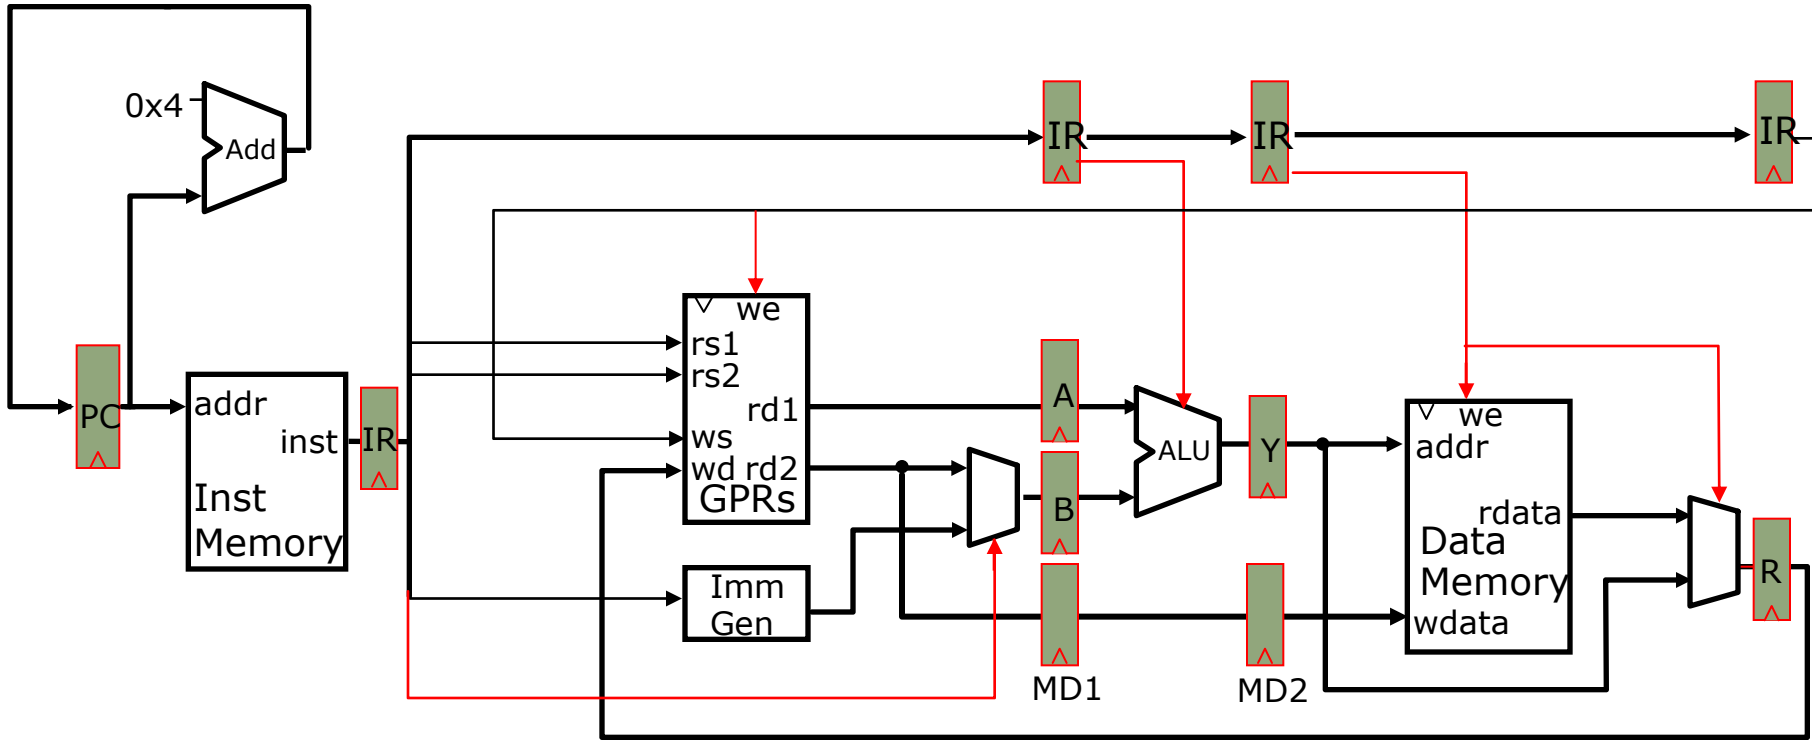 0x4
Add
IR
IR
IR
we
rs1
rs2
rd1
ws
wd rd2
GPRs
PC
addr
inst
Inst
Memory
IR
A
B
ALU
Y
we
addr
rdata
Data
Memory
wdata
R
Imm
Gen
MD1
MD2